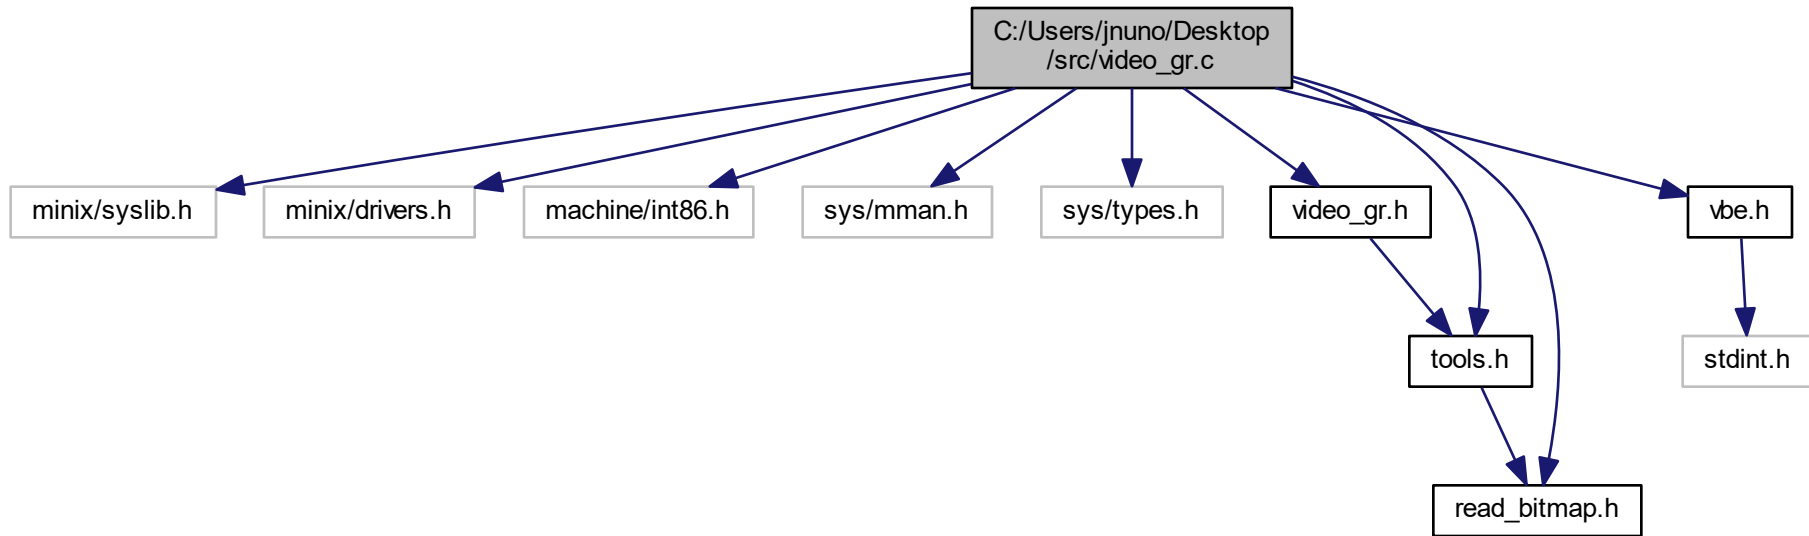 C:/Users/jnuno/Desktop
/src/video_gr.c
minix/syslib.h
minix/drivers.h
machine/int86.h
sys/mman.h
sys/types.h
video_gr.h
vbe.h
tools.h
stdint.h
read_bitmap.h